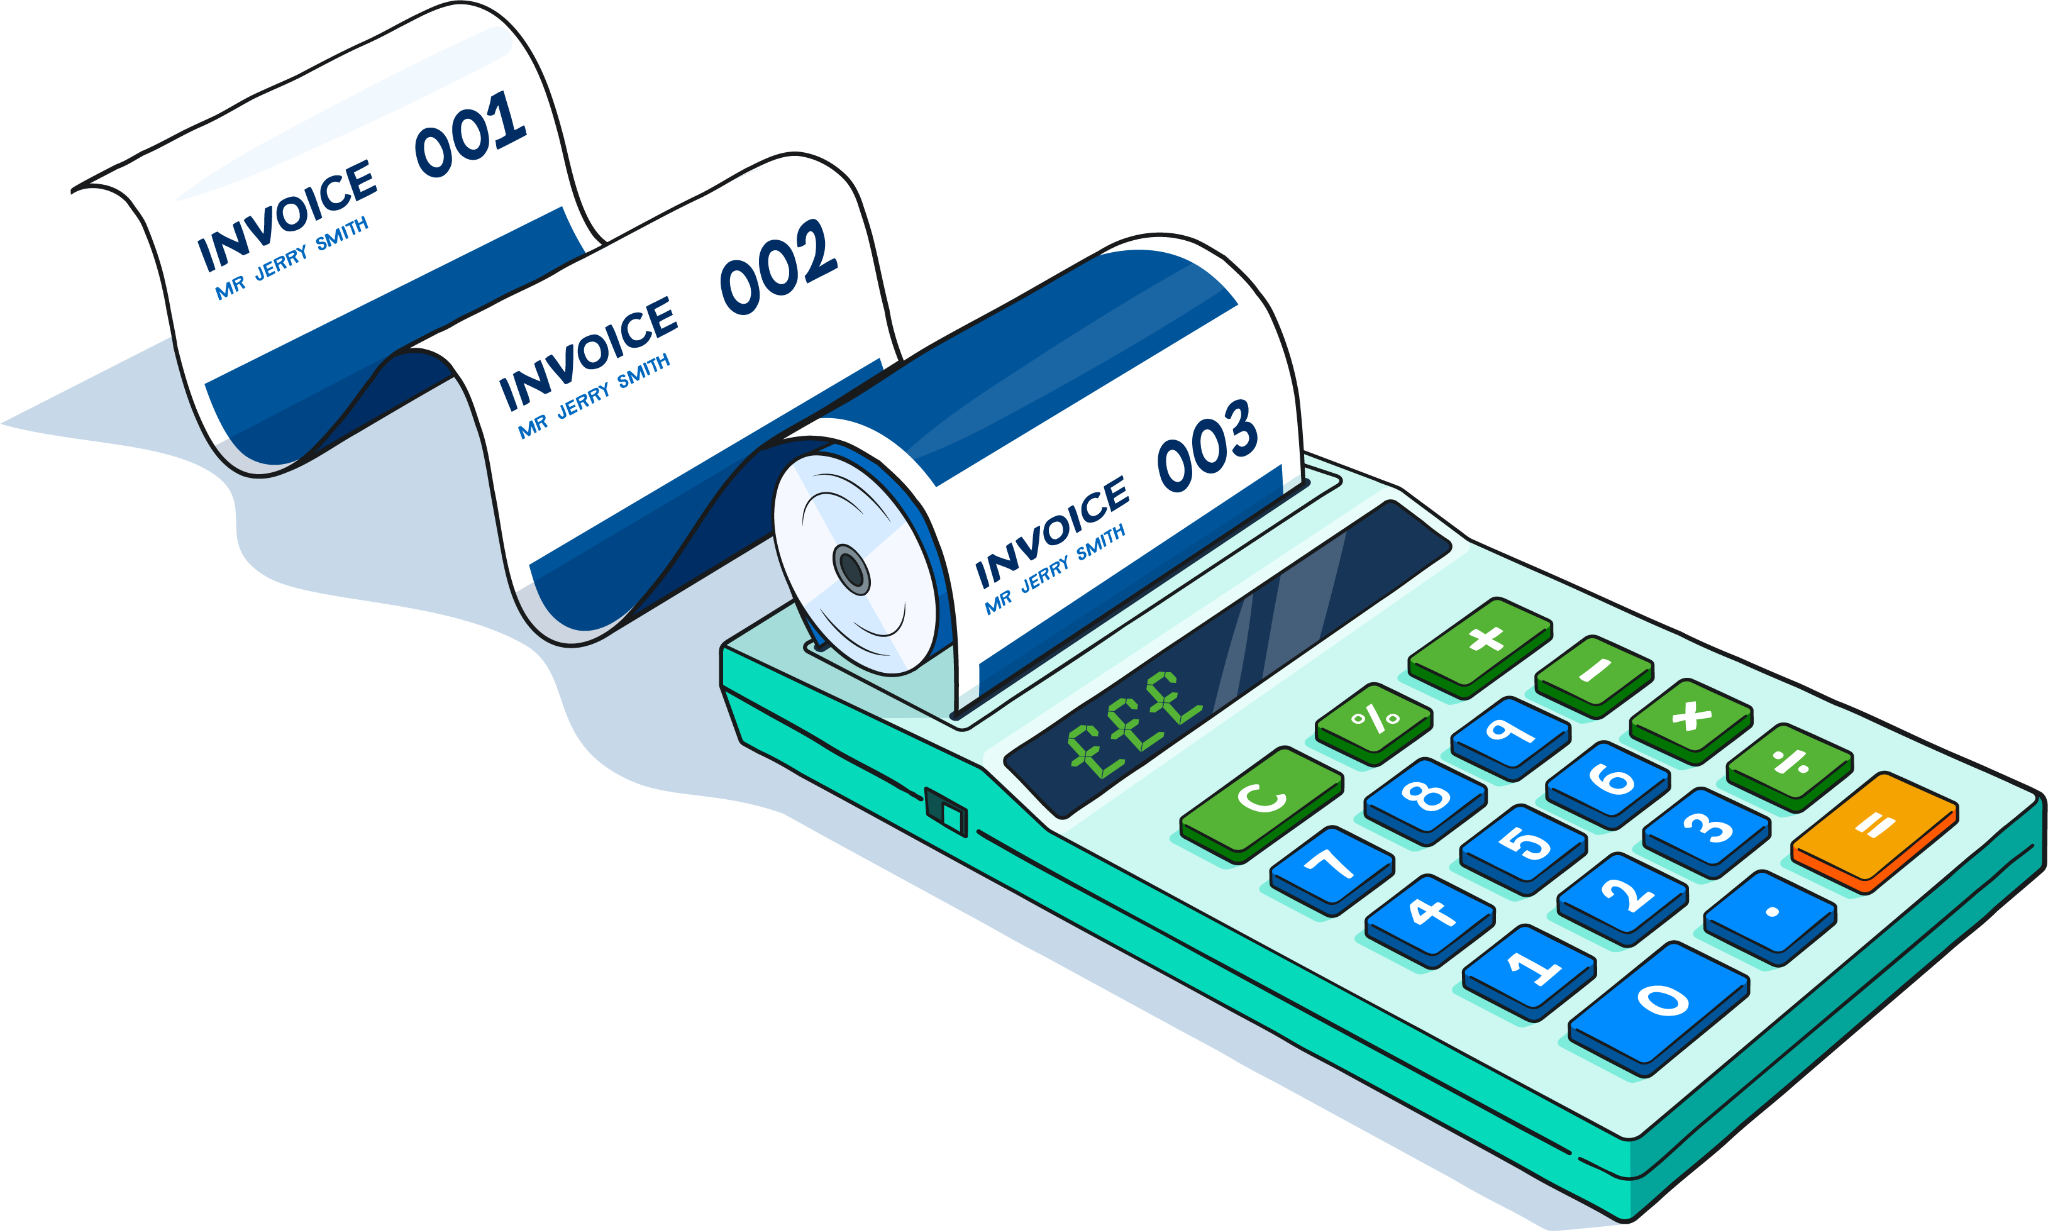 INVOICE 001
MR JERRY SMITH
INVOICE 002
MR JERRY SMITH
INVOICE 003
MR JERRY SMITH
£££
C % + −
7 8 9 ×
4 5 6 ÷
1 2 3 =
0 .